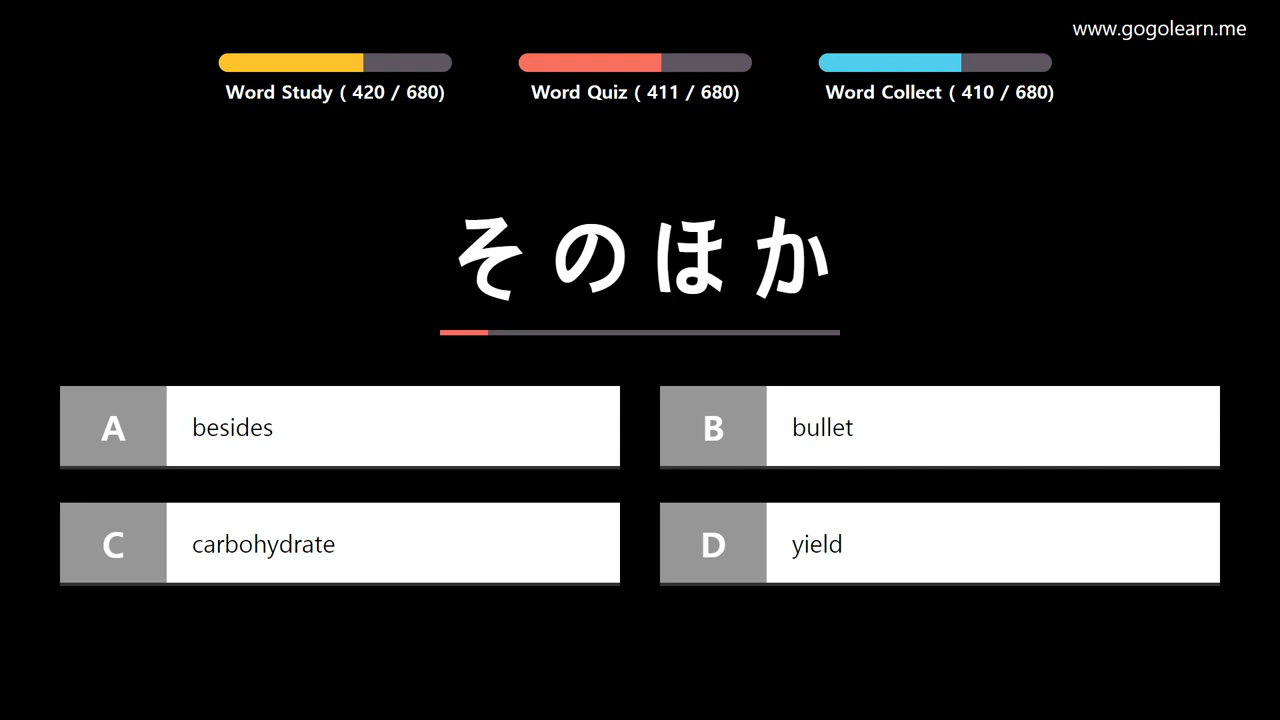 www.gogolearn.me
Word Study ( 420 / 680)
Word Quiz ( 411 / 680)
Word Collect ( 410 / 680)
そのほか
A besides
B bullet
C carbohydrate
D yield